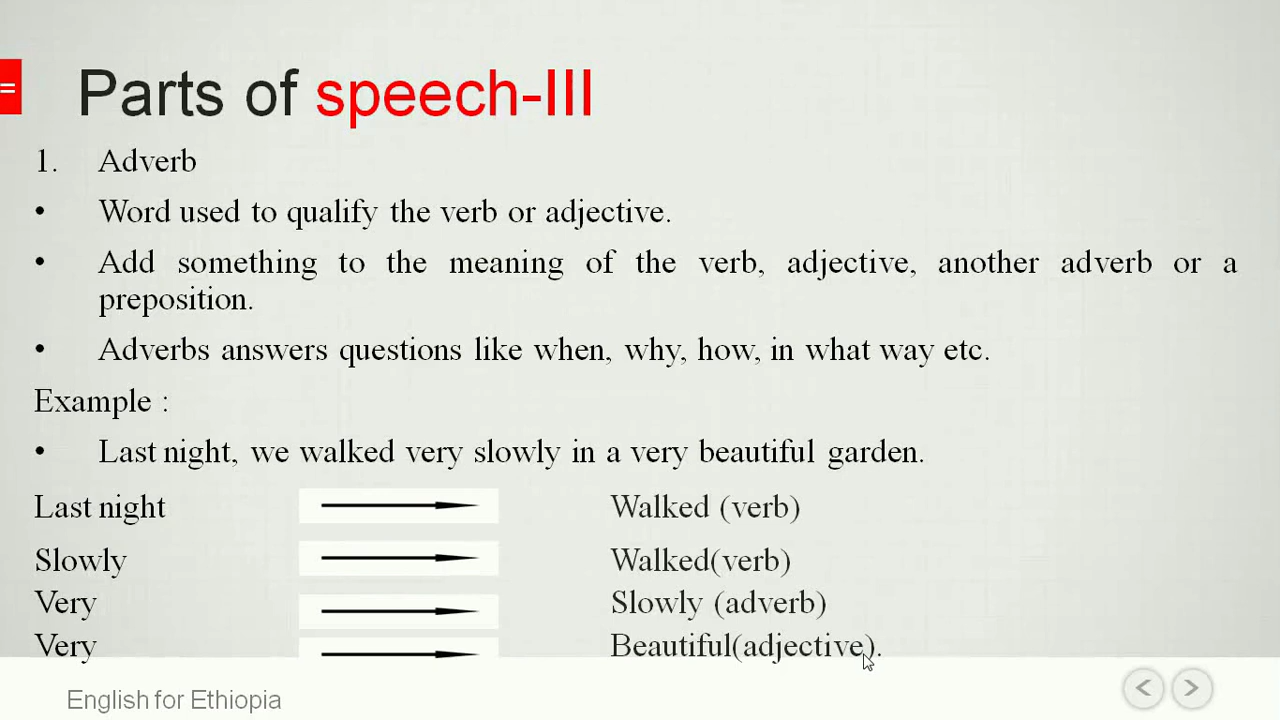 =
Parts of speech-III
1. Adverb
• Word used to qualify the verb or adjective.
• Add something to the meaning of the verb, adjective, another adverb or a
preposition.
• Adverbs answers questions like when, why, how, in what way etc.
Example :
• Last night, we walked very slowly in a very beautiful garden.
Last night Walked (verb)
Slowly Walked(verb)
Very Slowly (adverb)
Very Beautiful(adjective).
English for Ethiopia